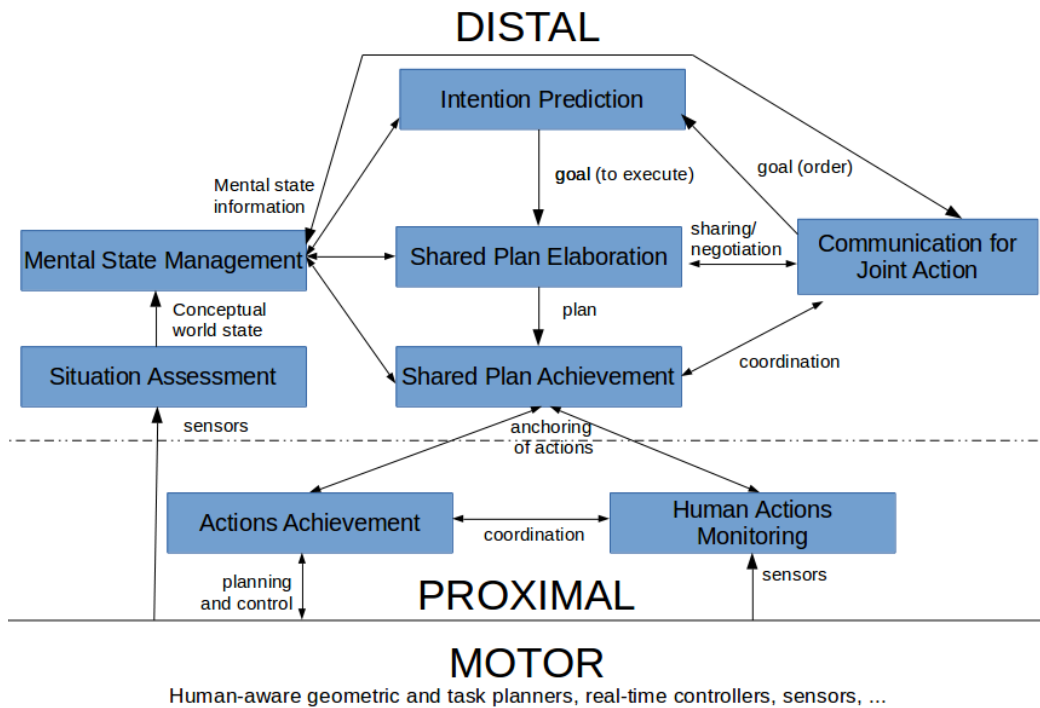 DISTAL
Intention Prediction
Mental state
information
goal (to execute)
goal (order)
Mental State Management
Shared Plan Elaboration
sharing/
negotiation
Communication for
Joint Action
Conceptual
world state
plan
Situation Assessment
Shared Plan Achievement
coordination
sensors
anchoring
of actions
Actions Achievement
coordination
Human Actions
Monitoring
planning
and control
sensors
PROXIMAL
MOTOR
Human-aware geometric and task planners, real-time controllers, sensors, ...